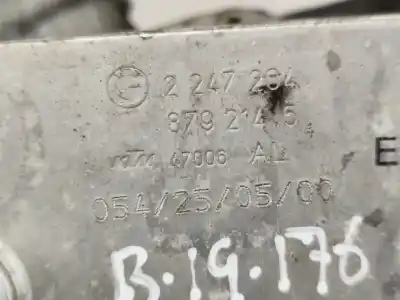 2 247 284
879 214 5
47906 AL
E
054/25/05/00
B.19.176